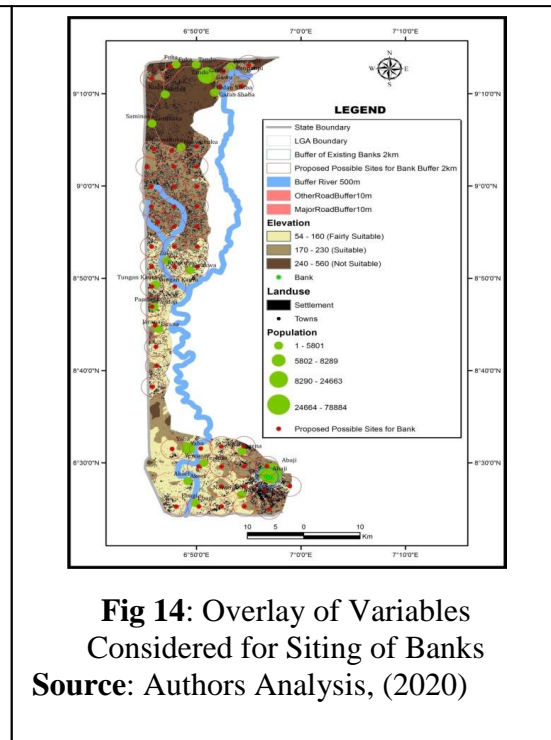 6°50'0"E 7°0'0"E 7°10'0"E
N
W E
S
9°10'0"N 9°10'0"N
9°0'0"N 9°0'0"N
8°50'0"N 8°50'0"N
8°40'0"N 8°40'0"N
8°30'0"N 8°30'0"N
Abaji
Abaji
LEGEND
State Boundary
LGA Boundary
Buffer of Existing Banks 2km
Proposed Possible Sites for Bank Buffer 2km
Buffer River 500m
OtherRoadBuffer10m
MajorRoadBuffer10m
Elevation
54 - 160 (Fairly Suitable)
170 - 230 (Suitable)
240 - 560 (Not Suitable)
Bank
Landuse
Settlement
Towns
Population
1 - 5801
5802 - 8289
8290 - 24663
24664 - 78884
Proposed Possible Sites for Bank
10 5 0 10
Km
6°50'0"E 7°0'0"E 7°10'0"E
Fig 14: Overlay of Variables
Considered for Siting of Banks
Source: Authors Analysis, (2020)